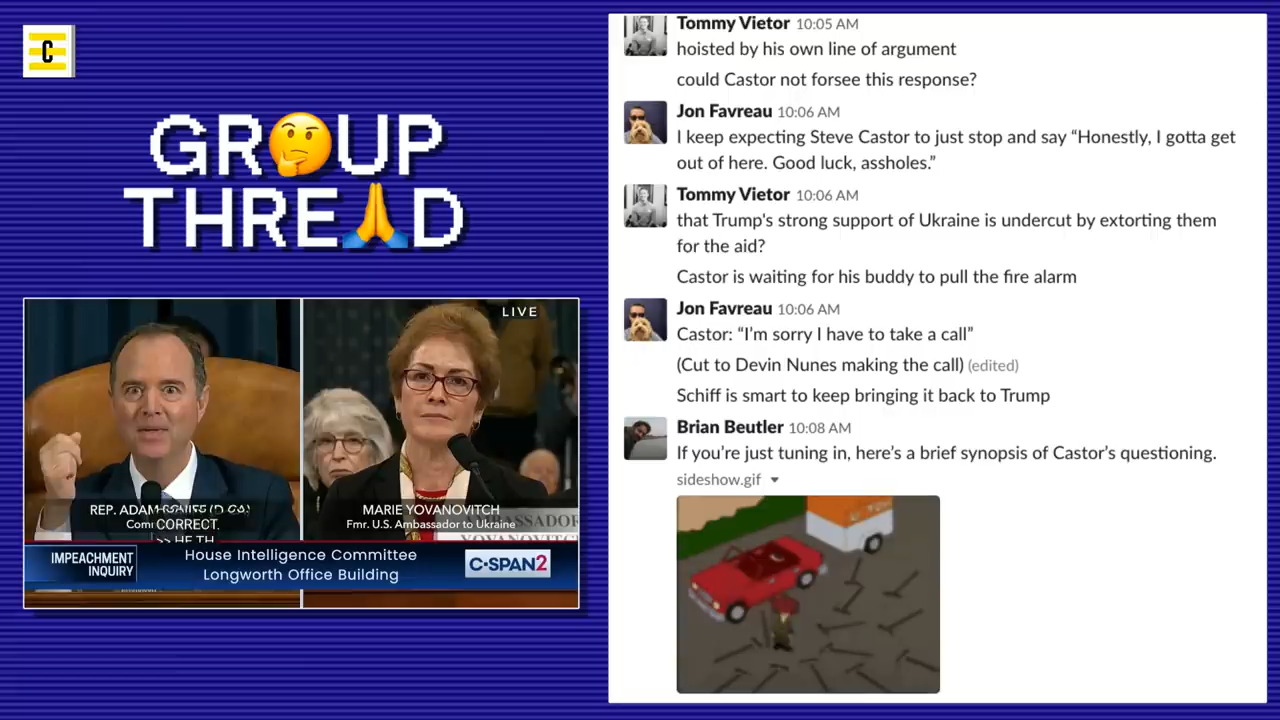 C
GR🤔UP
THRE🙏D
LIVE
REP. ADAM
CORRECT.
>> HE TH
MARIE YOVANOVITCH
Fmr. U.S. Ambassador to Ukraine
IMPEACHMENT
INQUIRY
House Intelligence Committee
Longworth Office Building
C-SPAN2
Tommy Vietor 10:05 AM
hoisted by his own line of argument
could Castor not forsee this response?
Jon Favreau 10:06 AM
I keep expecting Steve Castor to just stop and say “Honestly, I gotta get
out of here. Good luck, assholes.”
Tommy Vietor 10:06 AM
that Trump's strong support of Ukraine is undercut by extorting them
for the aid?
Castor is waiting for his buddy to pull the fire alarm
Jon Favreau 10:06 AM
Castor: “I’m sorry I have to take a call”
(Cut to Devin Nunes making the call) (edited)
Schiff is smart to keep bringing it back to Trump
Brian Beutler 10:08 AM
If you’re just tuning in, here’s a brief synopsis of Castor’s questioning.
sideshow.gif